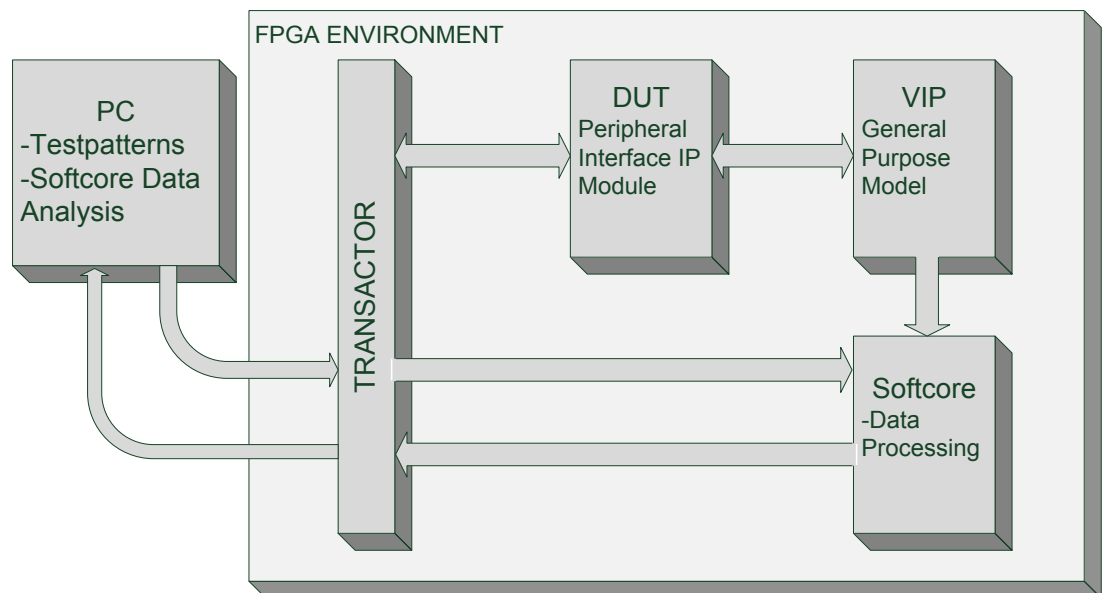 FPGA ENVIRONMENT
PC
-Testpatterns
-Softcore Data
Analysis
TRANSACTOR
DUT
Peripheral
Interface IP
Module
VIP
General
Purpose
Model
Softcore
-Data
Processing